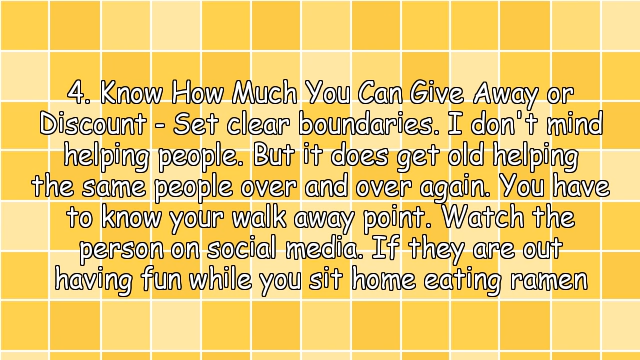 4. Know How Much You Can Give Away or
Discount - Set clear boundaries. I don't mind
helping people. But it does get old helping
the same people over and over again. You have
to know your walk away point. Watch the
person on social media. If they are out
having fun while you sit home eating ramen